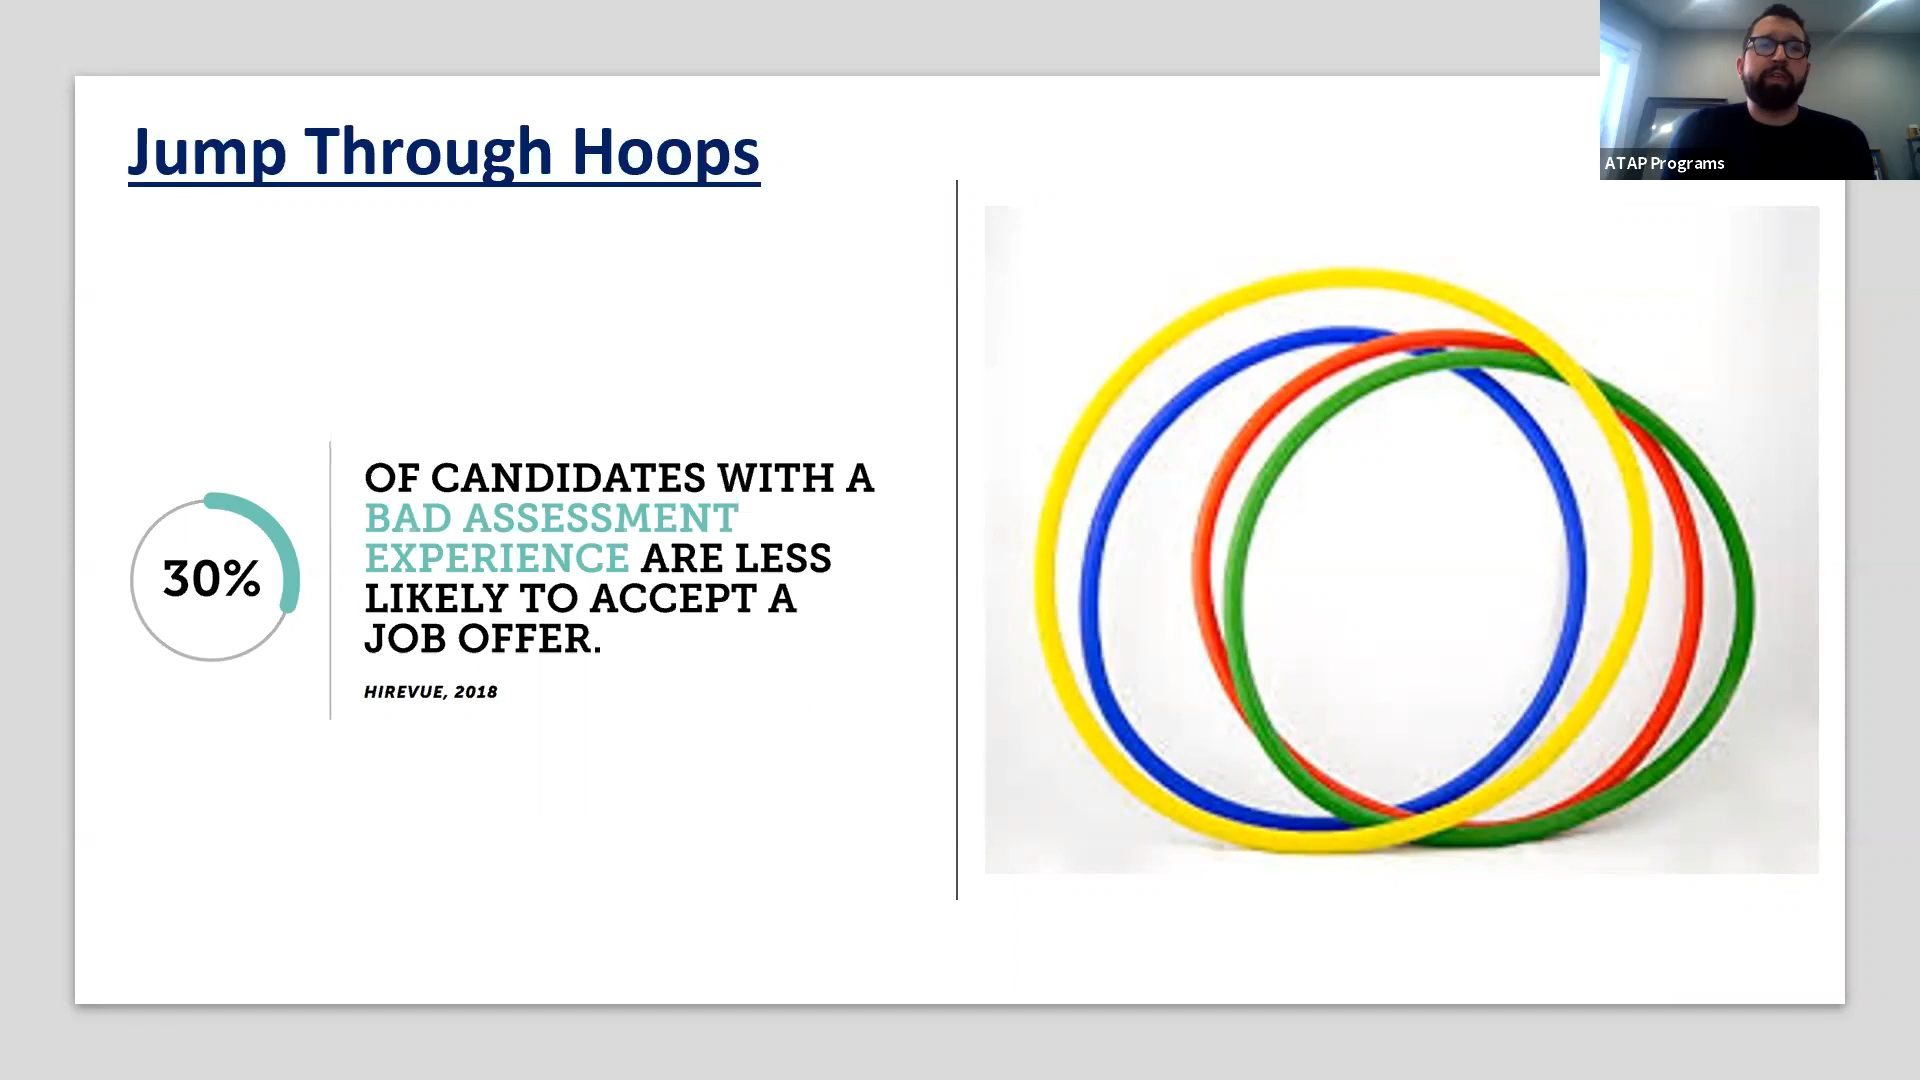 Jump Through Hoops
ATAP Programs
30%
OF CANDIDATES WITH A
BAD ASSESSMENT
EXPERIENCE ARE LESS
LIKELY TO ACCEPT A
JOB OFFER.
HIREVUE, 2018